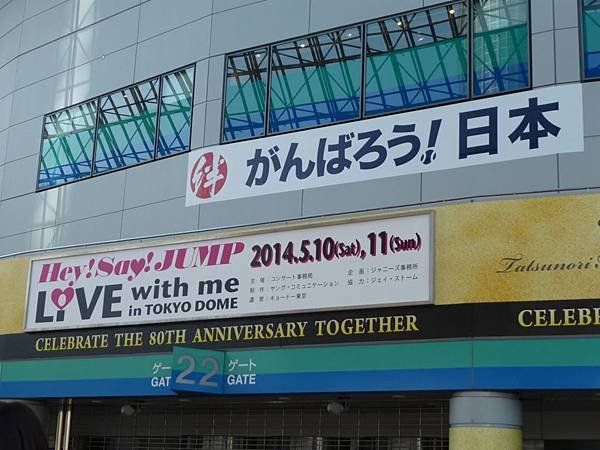 絆 がんばろう!日本
Hey!Say!JUMP 2014.5.10(Sat),11(Sun)
LIVE with me
in TOKYO DOME
主催:コンサート事務局 企画:ジャニーズ事務所
制作:ヤング・コミュニケーション 協力:ジェイ・ストーム
運営:キョードー東京
Tatsunori
CELEBRATE THE 80TH ANNIVERSARY TOGETHER
CELEB
ゲー 22 ゲート
GAT GATE